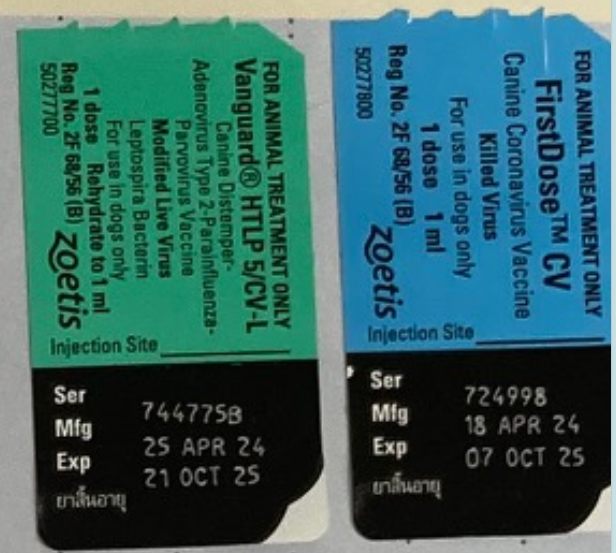 FOR ANIMAL TREATMENT ONLY
Vanguard® HTLP 5/CV-L
Canine Distemper-
Adenovirus Type 2-Parainfluenza-
Parvovirus Vaccine
Modified Live Virus
Leptospira Bacterin
For use in dogs only
1 dose Rehydrate to 1 ml
Reg No. 2F 68/56 (B)
50277700
zoetis
Injection Site
Ser 744775B
Mfg 25 APR 24
Exp 21 OCT 25
ยาสิ้นอายุ
FOR ANIMAL TREATMENT ONLY
FirstDose™ CV
Canine Coronavirus Vaccine
Killed Virus
For use in dogs only
1 dose 1 ml
Reg No. 2F 68/56 (B)
50277800
zoetis
Injection Site
Ser 724998
Mfg 18 APR 24
Exp 07 OCT 25
ยาสิ้นอายุ